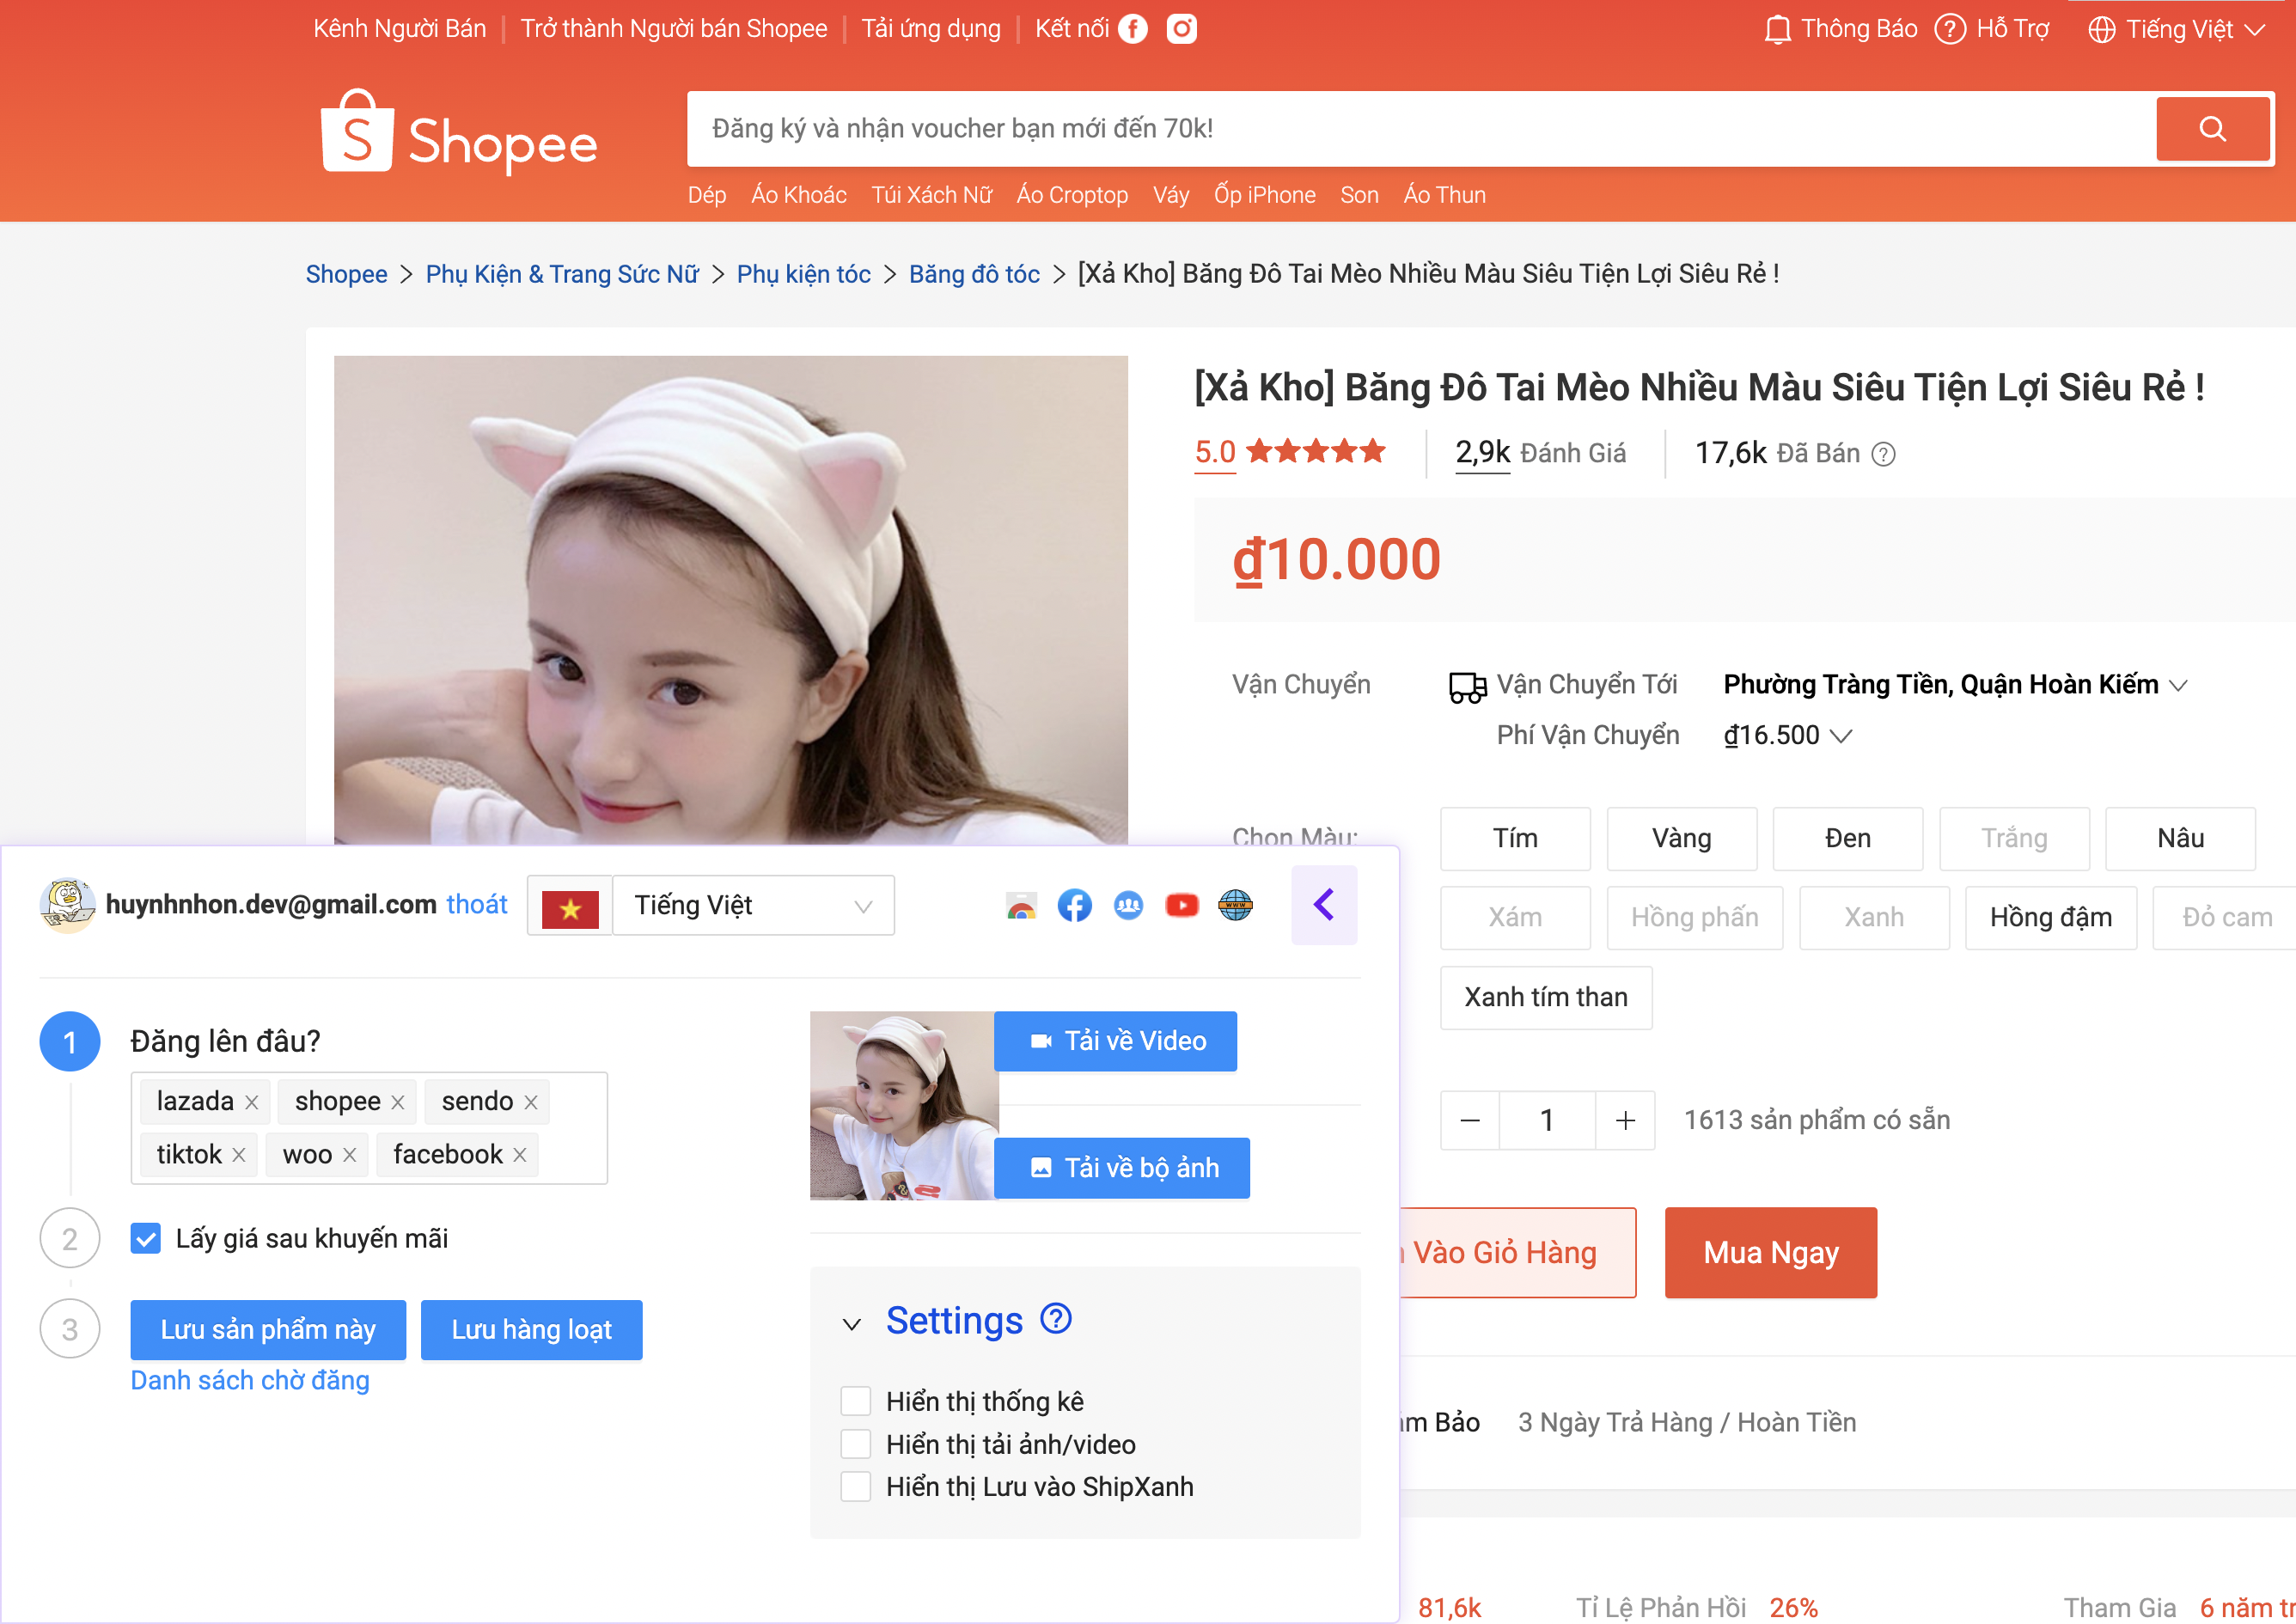 Kênh Người Bán
Trở thành Người bán Shopee
Tải ứng dụng
Kết nối
Thông Báo
Hỗ Trợ
Tiếng Việt
Shopee
Đăng ký và nhận voucher bạn mới đến 70k!
Dép Áo Khoác Túi Xách Nữ Áo Croptop Váy Ốp iPhone Son Áo Thun
Shopee > Phụ Kiện & Trang Sức Nữ > Phụ kiện tóc > Băng đô tóc > [Xả Kho] Băng Đô Tai Mèo Nhiều Màu Siêu Tiện Lợi Siêu Rẻ !
[Xả Kho] Băng Đô Tai Mèo Nhiều Màu Siêu Tiện Lợi Siêu Rẻ !
5.0
2,9k Đánh Giá
17,6k Đã Bán
₫10.000
Vận Chuyển
Vận Chuyển Tới
Phường Tràng Tiền, Quận Hoàn Kiếm
Phí Vận Chuyển
₫16.500
Chọn Màu:
Tím Vàng Đen Trắng Nâu
Xám Hồng phấn Xanh Hồng đậm Đỏ cam
Xanh tím than
1
1613 sản phẩm có sẵn
Vào Giỏ Hàng
Mua Ngay
Bảo
3 Ngày Trả Hàng / Hoàn Tiền
81,6k
Tỉ Lệ Phản Hồi 26%
Tham Gia 6 năm
huynhnhon.dev@gmail.com thoát
Tiếng Việt
WWW
1
Đăng lên đâu?
lazada shopee sendo
tiktok woo facebook
2
Lấy giá sau khuyến mãi
3
Lưu sản phẩm này
Lưu hàng loạt
Danh sách chờ đăng
Tải về Video
Tải về bộ ảnh
Settings
Hiển thị thống kê
Hiển thị tải ảnh/video
Hiển thị Lưu vào ShipXanh